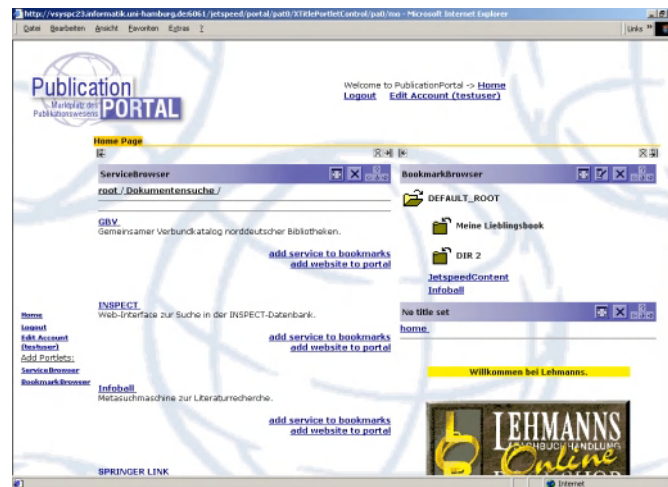 http://vsyspc23.informatik.uni-hamburg.de:6061/jetspeed/portal/pat0/XTitlePortletControl/pa0/mo - Microsoft Internet Explorer
Datei Bearbeiten Ansicht Favoriten Extras ?
Links »
Publication
Marktplatz des
Publikationswesens
PORTAL
Welcome to PublicationPortal -> Home
Logout Edit Account (testuser)
Home Page
ServiceBrowser
root / Dokumentensuche /
GBV
Gemeinsamer Verbundkatalog norddeutscher Bibliotheken.
add service to bookmarks
add website to portal
INSPECT
Web-Interface zur Suche in der INSPECT-Datenbank.
add service to bookmarks
add website to portal
Infoball
Metasuchmaschine zur Literaturrecherche.
add service to bookmarks
add website to portal
SPRINGER LINK
Home
Logout
Edit Account
(testuser)
Add Portlets:
ServiceBrowser
BookmarkBrowser
BookmarkBrowser
DEFAULT_ROOT
Meine Lieblingsbook
DIR 2
JetspeedContent
Infoball
No title set
home
Willkommen bei Lehmanns.
LEHMANNS
FACHBUCHHANDLUNG
Online
Internet